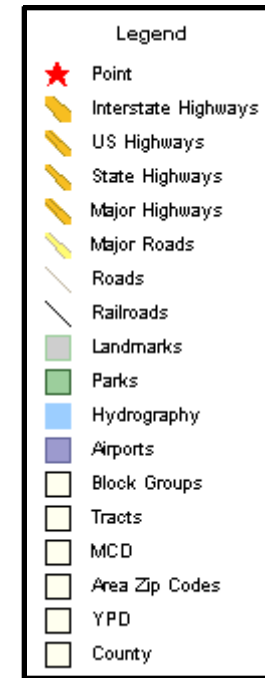 Legend
Point
Interstate Highways
US Highways
State Highways
Major Highways
Major Roads
Roads
Railroads
Landmarks
Parks
Hydrography
Airports
Block Groups
Tracts
MCD
Area Zip Codes
YPD
County